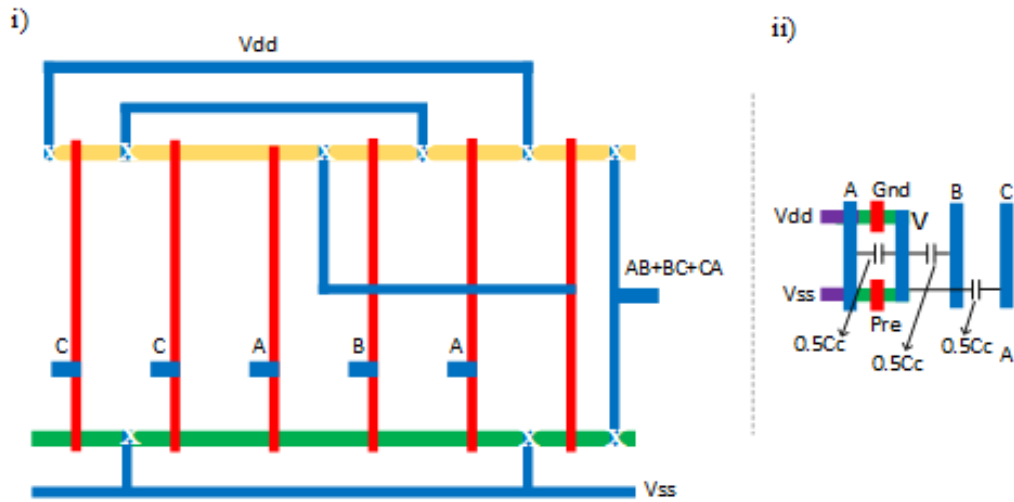 i)
Vdd
X X X X X X
AB+BC+CA
C C A B A
X X X
Vss
ii)
A Gnd B C
Vdd V
Vss
Pre
0.5Cc 0.5Cc 0.5Cc A